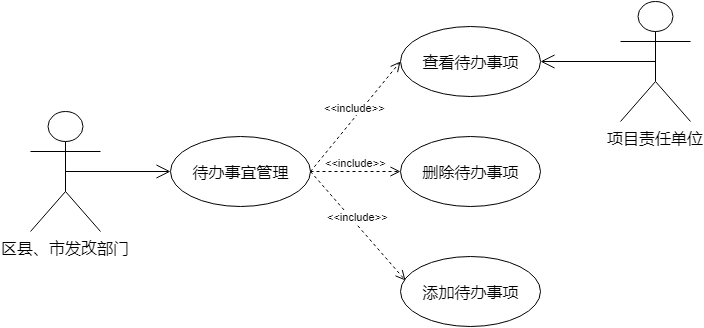 查看待办事项
项目责任单位
<<include>>
待办事宜管理
<<include>>
删除待办事项
区县、市发改部门
<<include>>
添加待办事项